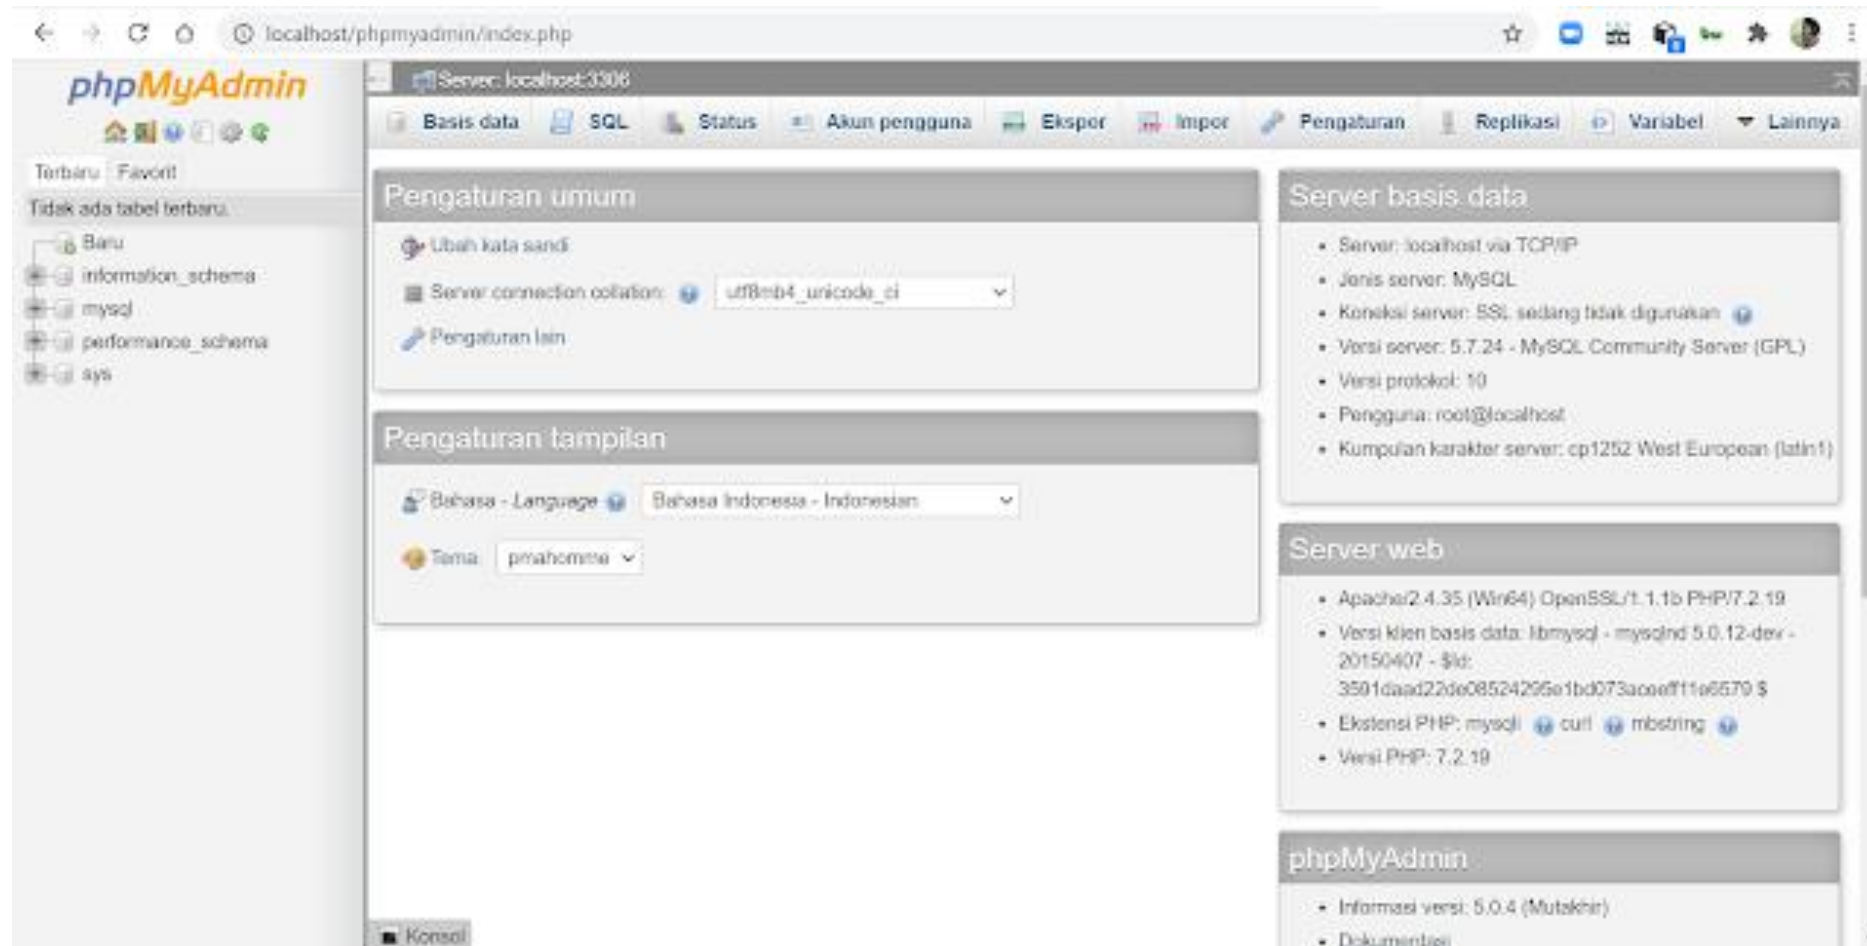 localhost/phpmyadmin/index.php
phpMyAdmin
Terbaru Favorit
Tidak ada tabel terbaru.
Baru
information_schema
mysql
performance_schema
sys
Server: localhost:3306
Basis data SQL Status Akun pengguna Ekspor Impor Pengaturan Replikasi Variabel Lainnya
Pengaturan umum
Ubah kata sandi
Server connection collation: utf8mb4_unicode_ci
Pengaturan lain
Pengaturan tampilan
Bahasa - Language Bahasa Indonesia - Indonesian
Tema: pmahomme
Konsol
Server basis data
• Server: localhost via TCP/IP
• Jenis server: MySQL
• Koneksi server: SSL sedang tidak digunakan
• Versi server: 5.7.24 - MySQL Community Server (GPL)
• Versi protokol: 10
• Pengguna: root@localhost
• Kumpulan karakter server: cp1252 West European (latin1)
Server web
• Apache/2.4.35 (Win64) OpenSSL/1.1.1b PHP/7.2.19
• Versi klien basis data: libmysql - mysqlnd 5.0.12-dev -
20150407 - $Id:
3591daad22de08524295e1bd073aceeff11e6579 $
• Ekstensi PHP: mysqli curl mbstring
• Versi PHP: 7.2.19
phpMyAdmin
• Informasi versi: 5.0.4 (Mutakhir)
• Dokumentasi